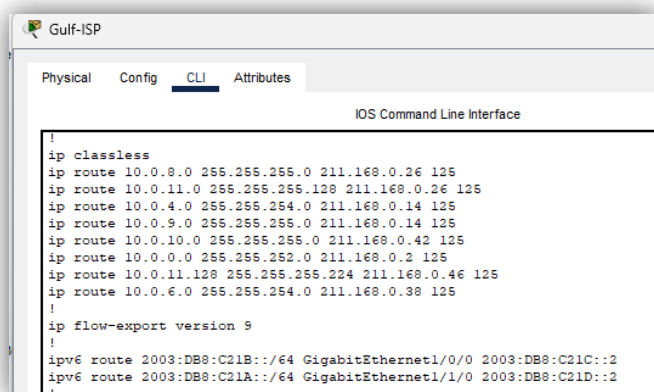 Gulf-ISP
Physical Config CLI Attributes
IOS Command Line Interface
!
ip classless
ip route 10.0.8.0 255.255.255.0 211.168.0.26 125
ip route 10.0.11.0 255.255.255.128 211.168.0.26 125
ip route 10.0.4.0 255.255.254.0 211.168.0.14 125
ip route 10.0.9.0 255.255.255.0 211.168.0.14 125
ip route 10.0.10.0 255.255.255.0 211.168.0.42 125
ip route 10.0.0.0 255.255.252.0 211.168.0.2 125
ip route 10.0.11.128 255.255.255.224 211.168.0.46 125
ip route 10.0.6.0 255.255.254.0 211.168.0.38 125
!
ip flow-export version 9
!
ipv6 route 2003:DB8:C21B::/64 GigabitEthernet1/0/0 2003:DB8:C21C::2
ipv6 route 2003:DB8:C21A::/64 GigabitEthernet1/1/0 2003:DB8:C21D::2
!